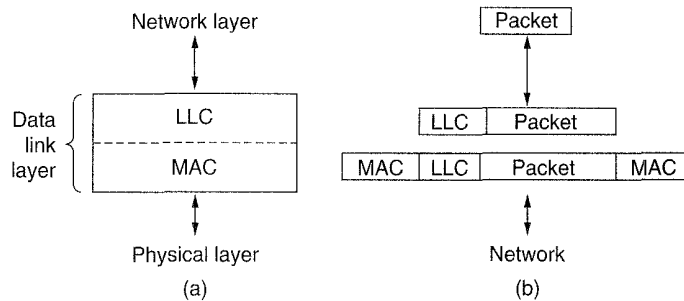 Network layer
Data
link
layer
LLC
MAC
Physical layer
(a)
Packet
LLC Packet
MAC LLC Packet MAC
Network
(b)